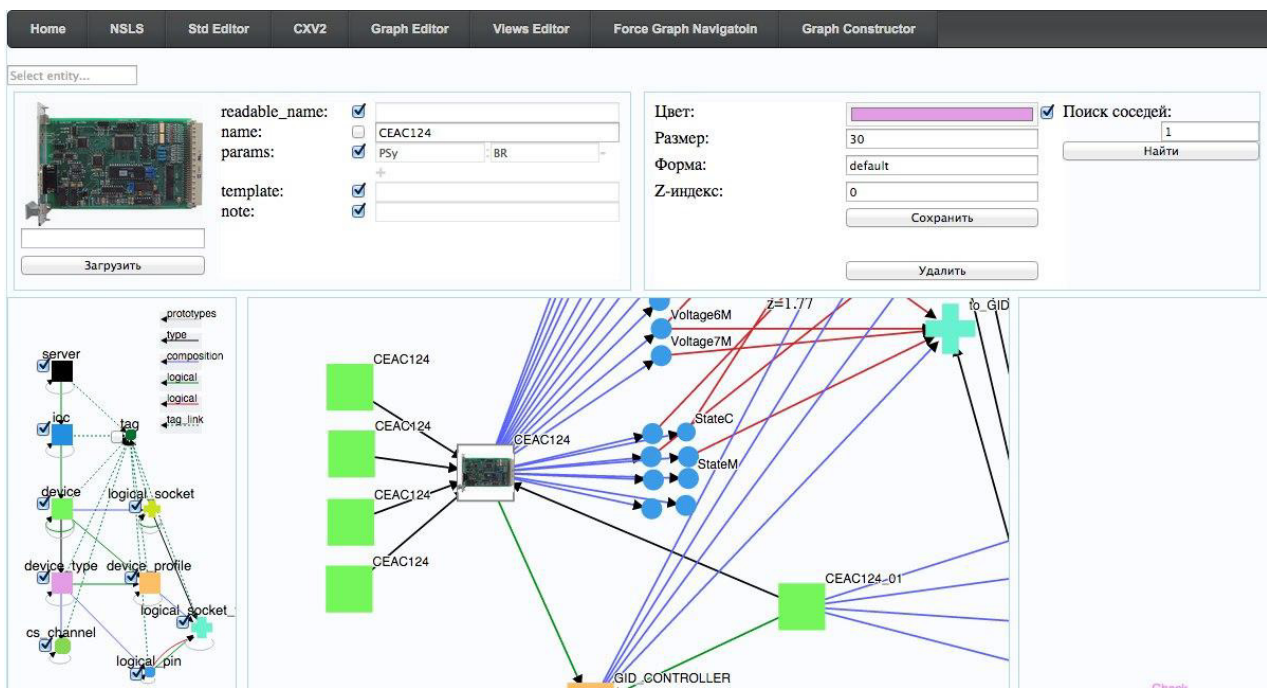 Home NSLS Std Editor CXV2 Graph Editor Views Editor Force Graph Navigatoin Graph Constructor
Select entity...
readable_name:
name: CEAC124
params: PSy : BR -
+
template:
note:
Загрузить
Цвет:
Размер: 30
Форма: default
Z-индекс: 0
Сохранить
Удалить
Поиск соседей:
1
Найти
prototypes
type
composition
logical
logical
tag_link
server
ioc
tag
device
logical_socket
device_type device_profile
logical_socket_
cs_channel
logical_pin
z=1.77
to_GID
Voltage6M
Voltage7M
CEAC124
StateC
CEAC124
CEAC124
StateM
CEAC124
CEAC124
CEAC124_01
GID_CONTROLLER